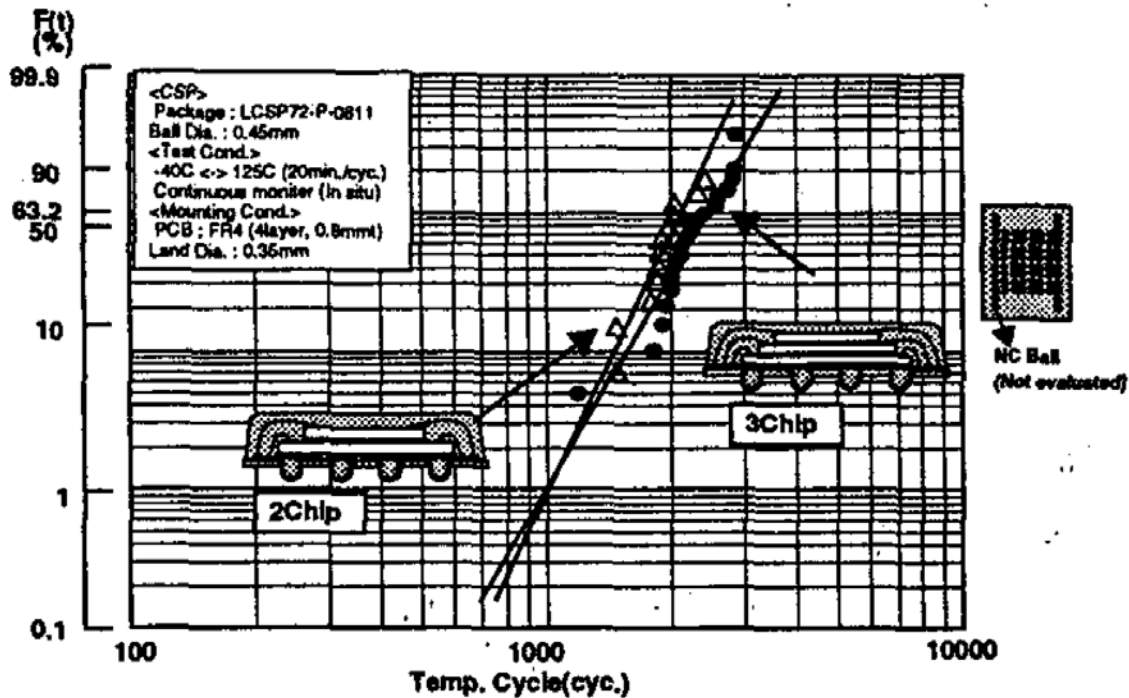 F(t)
(%)
99.9
90
63.2
50
10
1
0.1
<CSP>
Package : LCSP72-P-0811
Ball Dia. : 0.45mm
<Test Cond.>
-40C <-> 125C (20min./cyc.)
Continuous moniter (In situ)
<Mounting Cond.>
PCB : FR4 (4layer, 0.8mmt)
Land Dia. : 0.35mm
NC Ball
(Not evaluated)
3Chip
2Chip
100
1000
10000
Temp. Cycle(cyc.)